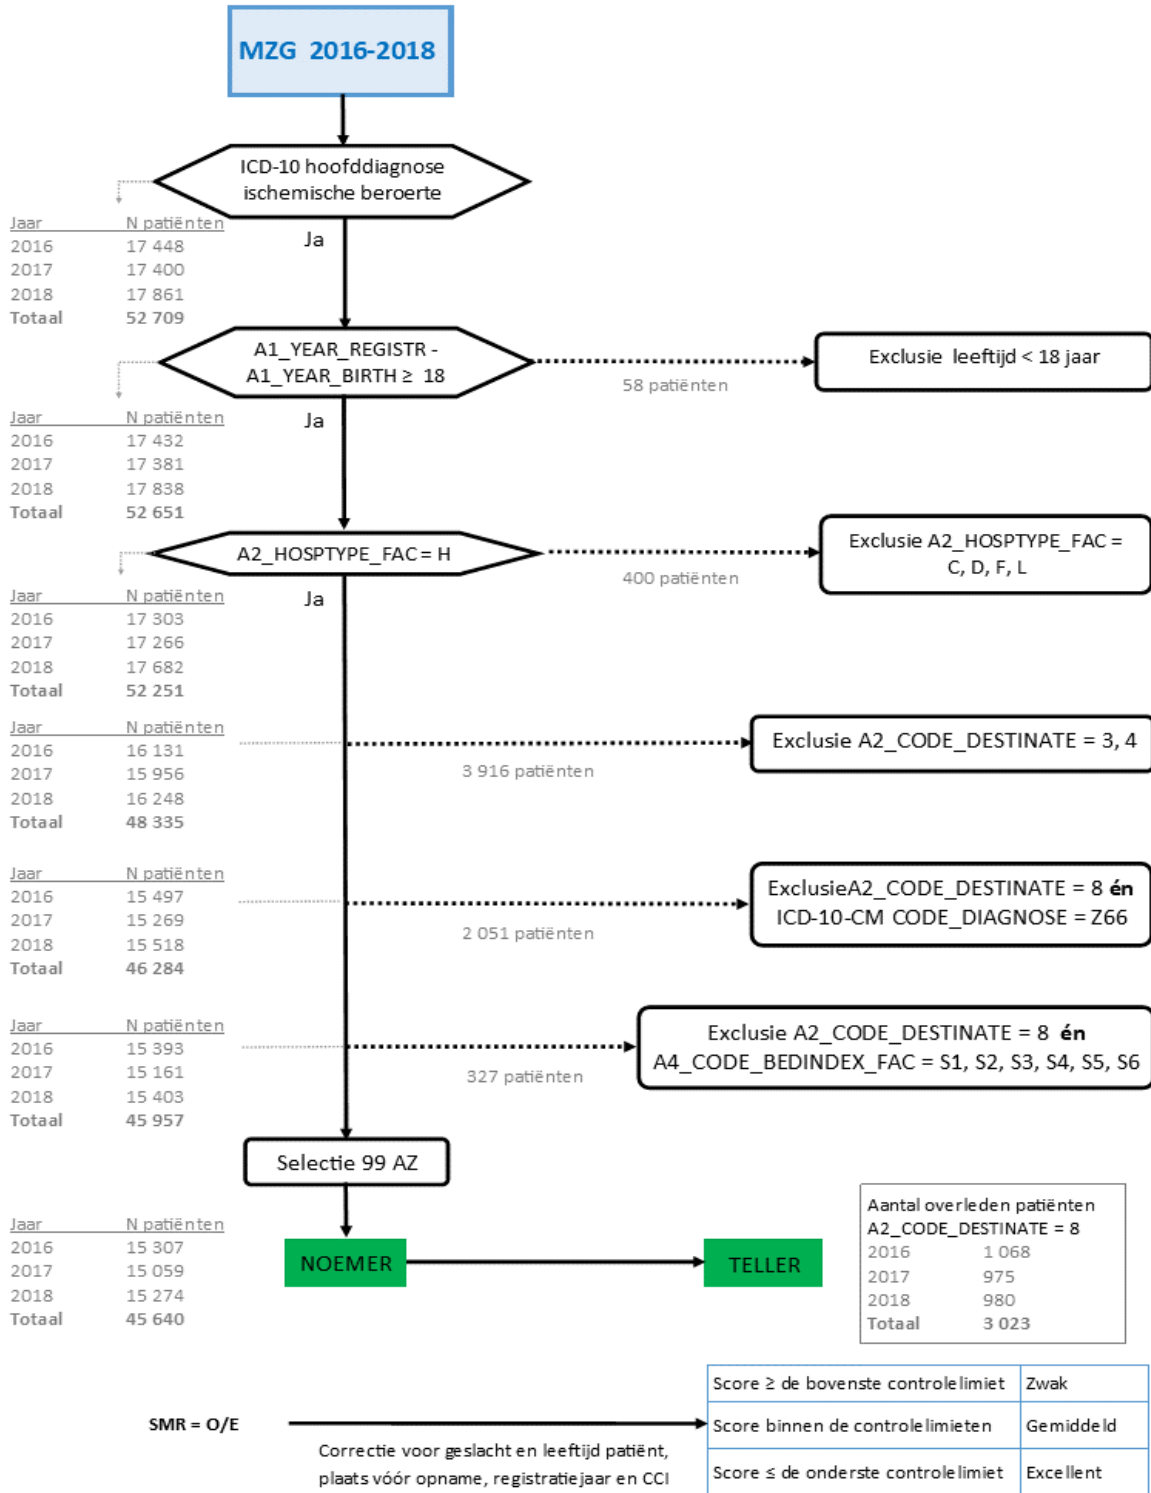 MZG 2016-2018
ICD-10 hoofddiagnose
ischemische beroerte
Jaar N patiënten
2016 17 448
2017 17 400
2018 17 861
Totaal 52 709
Ja
A1_YEAR_REGISTR -
A1_YEAR_BIRTH ≥ 18
58 patiënten
Exclusie leeftijd < 18 jaar
Jaar N patiënten
2016 17 432
2017 17 381
2018 17 838
Totaal 52 651
Ja
A2_HOSPTYPE_FAC = H
400 patiënten
Exclusie A2_HOSPTYPE_FAC =
C, D, F, L
Jaar N patiënten
2016 17 303
2017 17 266
2018 17 682
Totaal 52 251
Ja
Jaar N patiënten
2016 16 131
2017 15 956
2018 16 248
Totaal 48 335
3 916 patiënten
Exclusie A2_CODE_DESTINATE = 3, 4
Jaar N patiënten
2016 15 497
2017 15 269
2018 15 518
Totaal 46 284
2 051 patiënten
ExclusieA2_CODE_DESTINATE = 8 én
ICD-10-CM CODE_DIAGNOSE = Z66
Jaar N patiënten
2016 15 393
2017 15 161
2018 15 403
Totaal 45 957
327 patiënten
Exclusie A2_CODE_DESTINATE = 8 én
A4_CODE_BEDINDEX_FAC = S1, S2, S3, S4, S5, S6
Selectie 99 AZ
Jaar N patiënten
2016 15 307
2017 15 059
2018 15 274
Totaal 45 640
NOEMER
TELLER
Aantal overleden patiënten
A2_CODE_DESTINATE = 8
2016 1 068
2017 975
2018 980
Totaal 3 023
SMR = O/E
Correctie voor geslacht en leeftijd patiënt,
plaats vóór opname, registratiejaar en CCI
Score ≥ de bovenste controlelimiet Zwak
Score binnen de controlelimieten Gemiddeld
Score ≤ de onderste controlelimiet Excellent